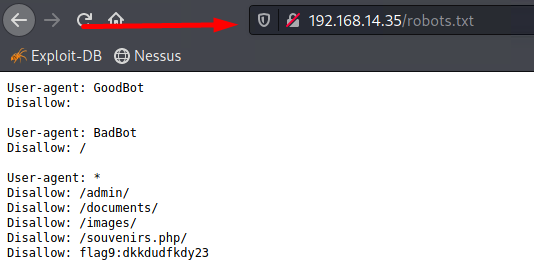 192.168.14.35/robots.txt
Exploit-DB Nessus
User-agent: GoodBot
Disallow:
User-agent: BadBot
Disallow: /
User-agent: *
Disallow: /admin/
Disallow: /documents/
Disallow: /images/
Disallow: /souvenirs.php/
Disallow: flag9:dkkdudfkdy23